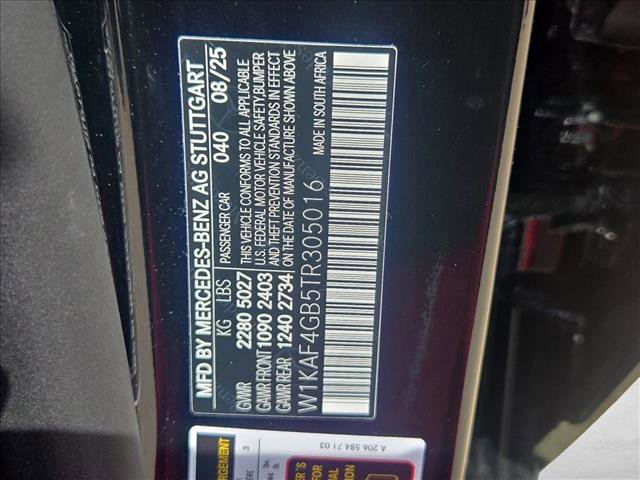 MFD BY MERCEDES-BENZ AG STUTTGART
KG LBS PASSENGER CAR 040 08/25
GVWR 2280 5027 THIS VEHICLE CONFORMS TO ALL APPLICABLE
GAWR FRONT 1090 2403 U.S. FEDERAL MOTOR VEHICLE SAFETY, BUMPER
GAWR REAR 1240 2734 AND THEFT PREVENTION STANDARDS IN EFFECT
ON THE DATE OF MANUFACTURE SHOWN ABOVE
W1KAF4GB5TR305016 MADE IN SOUTH AFRICA
A 206 584 71 03